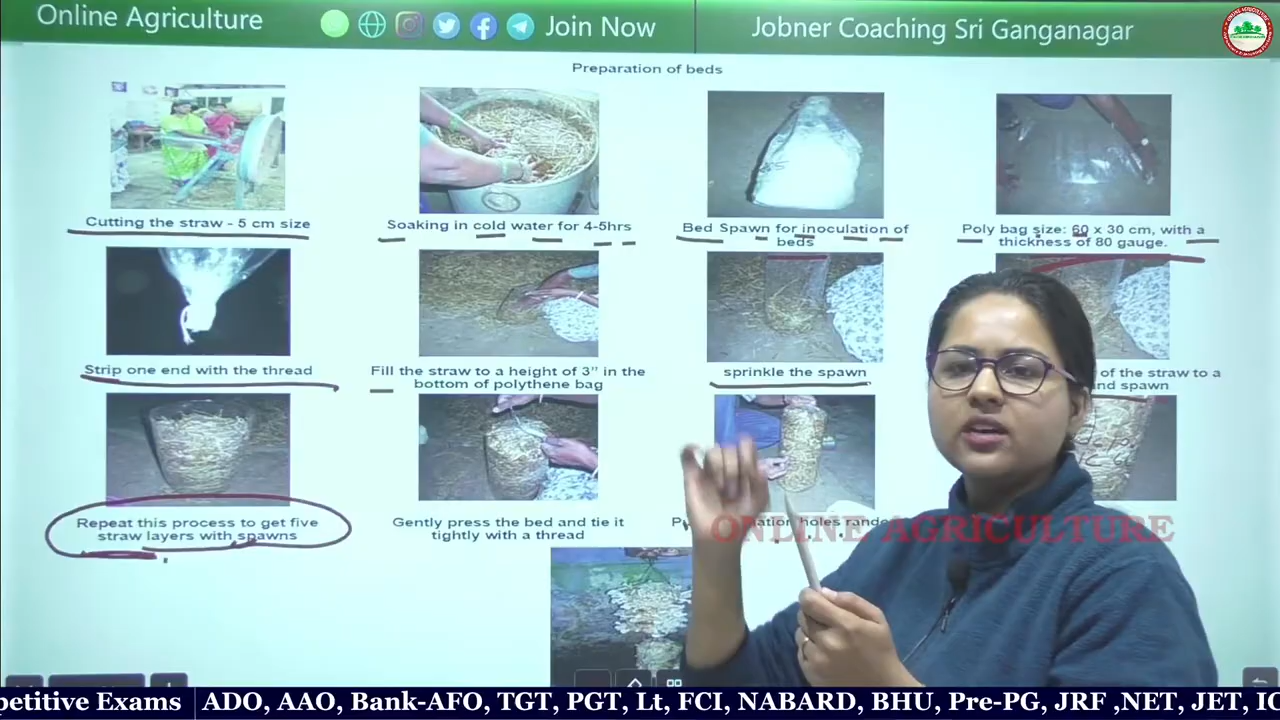 Online Agriculture
Join Now
Jobner Coaching Sri Ganganagar
Preparation of beds
Cutting the straw - 5 cm size
Soaking in cold water for 4-5hrs
Bed Spawn for inoculation of
beds
Poly bag size: 60 x 30 cm, with a
thickness of 80 gauge.
Strip one end with the thread
Fill the straw to a height of 3" in the
bottom of polythene bag
sprinkle the spawn
of the straw to a
spawn
Repeat this process to get five
straw layers with spawns
Gently press the bed and tie it
tightly with a thread
holes
ONLINE AGRICULTURE
petitive Exams ADO, AAO, Bank-AFO, TGT, PGT, Lt, FCI, NABARD, BHU, Pre-PG, JRF ,NET, JET,